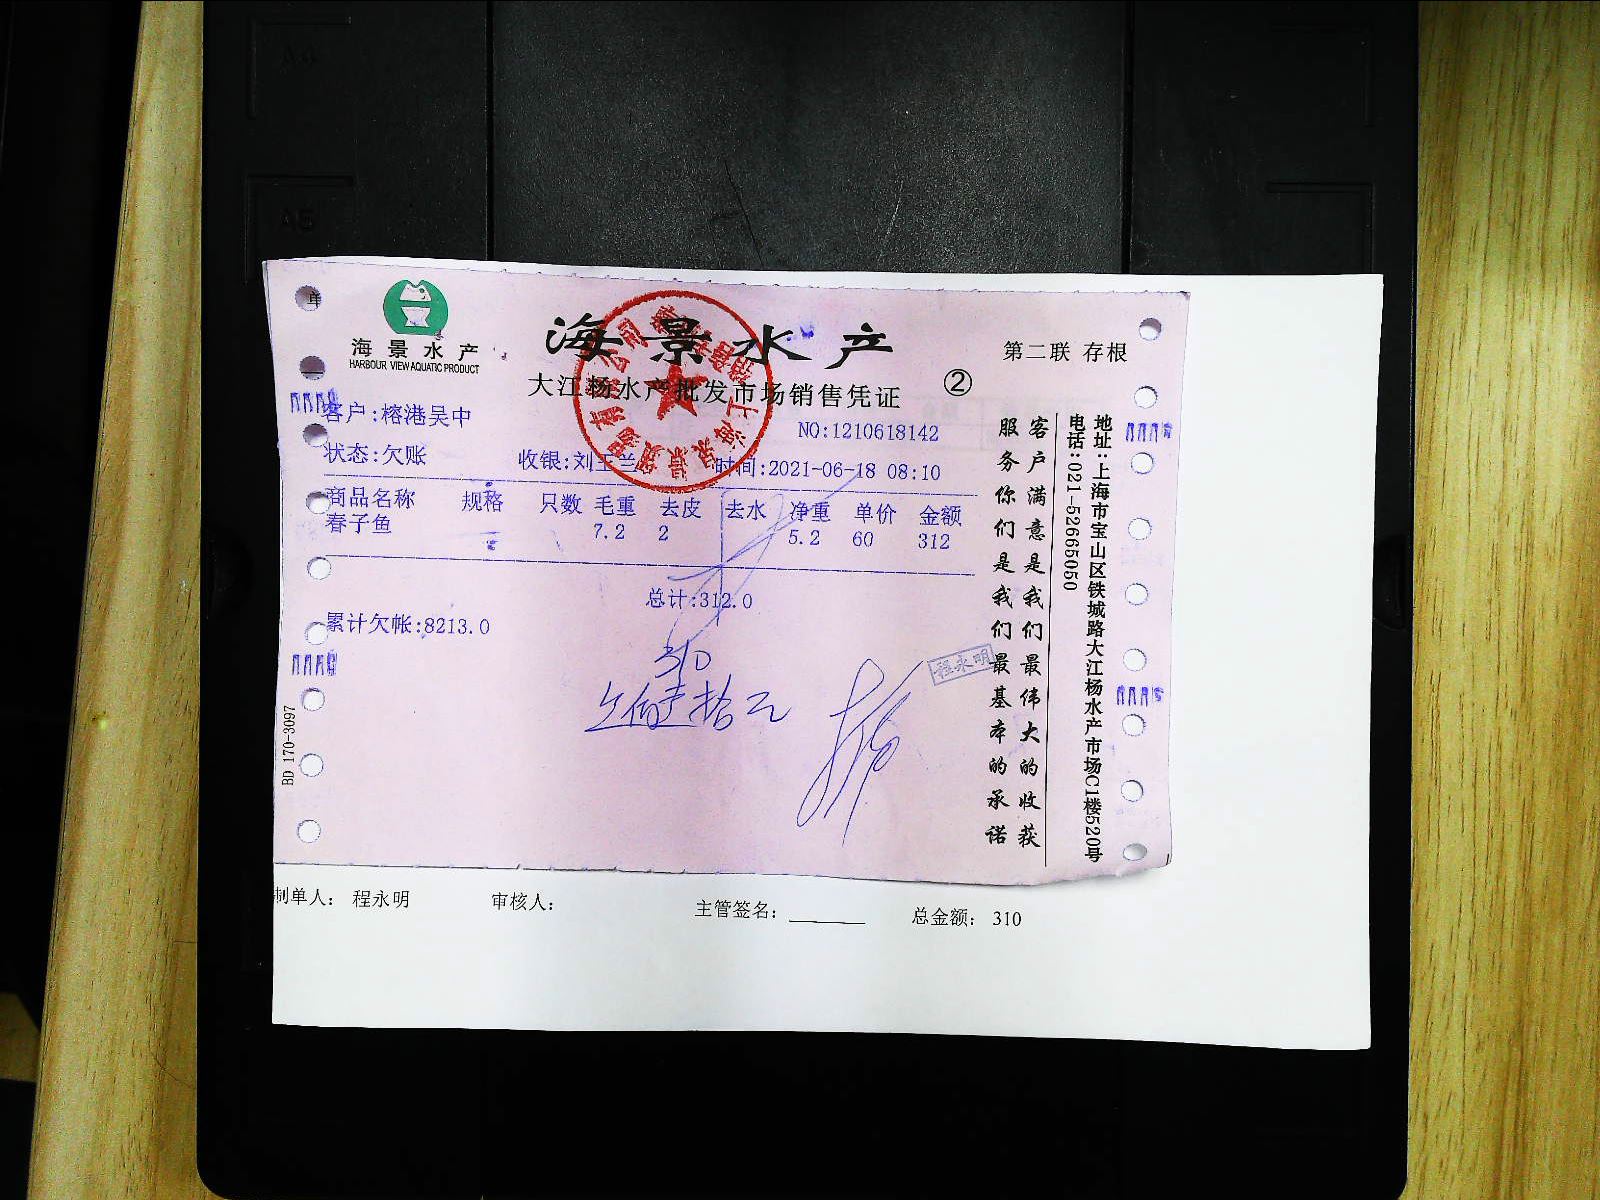 A4
A5
单
海景水产
HARBOUR VIEW AQUATIC PRODUCT
海景水产
大江杨水产批发市场销售凭证
②
第二联 存根
客户:榕港吴中
NO:1210618142
状态:欠账 收银:刘玉兰 时间:2021-06-18 08:10
商品名称 规格 只数 毛重 去皮 去水 净重 单价 金额
春子鱼 7.2 2 5.2 60 312
总计:312.0
累计欠帐:8213.0
310
程永明
客户满意是我们最伟大的收获
服务你们是我们最基本的承诺
地址:上海市宝山区铁城路大江杨水产市场C1楼520号
电话:021-52665050
BD 170-3097
制单人: 程永明 审核人: 主管签名: 总金额: 310